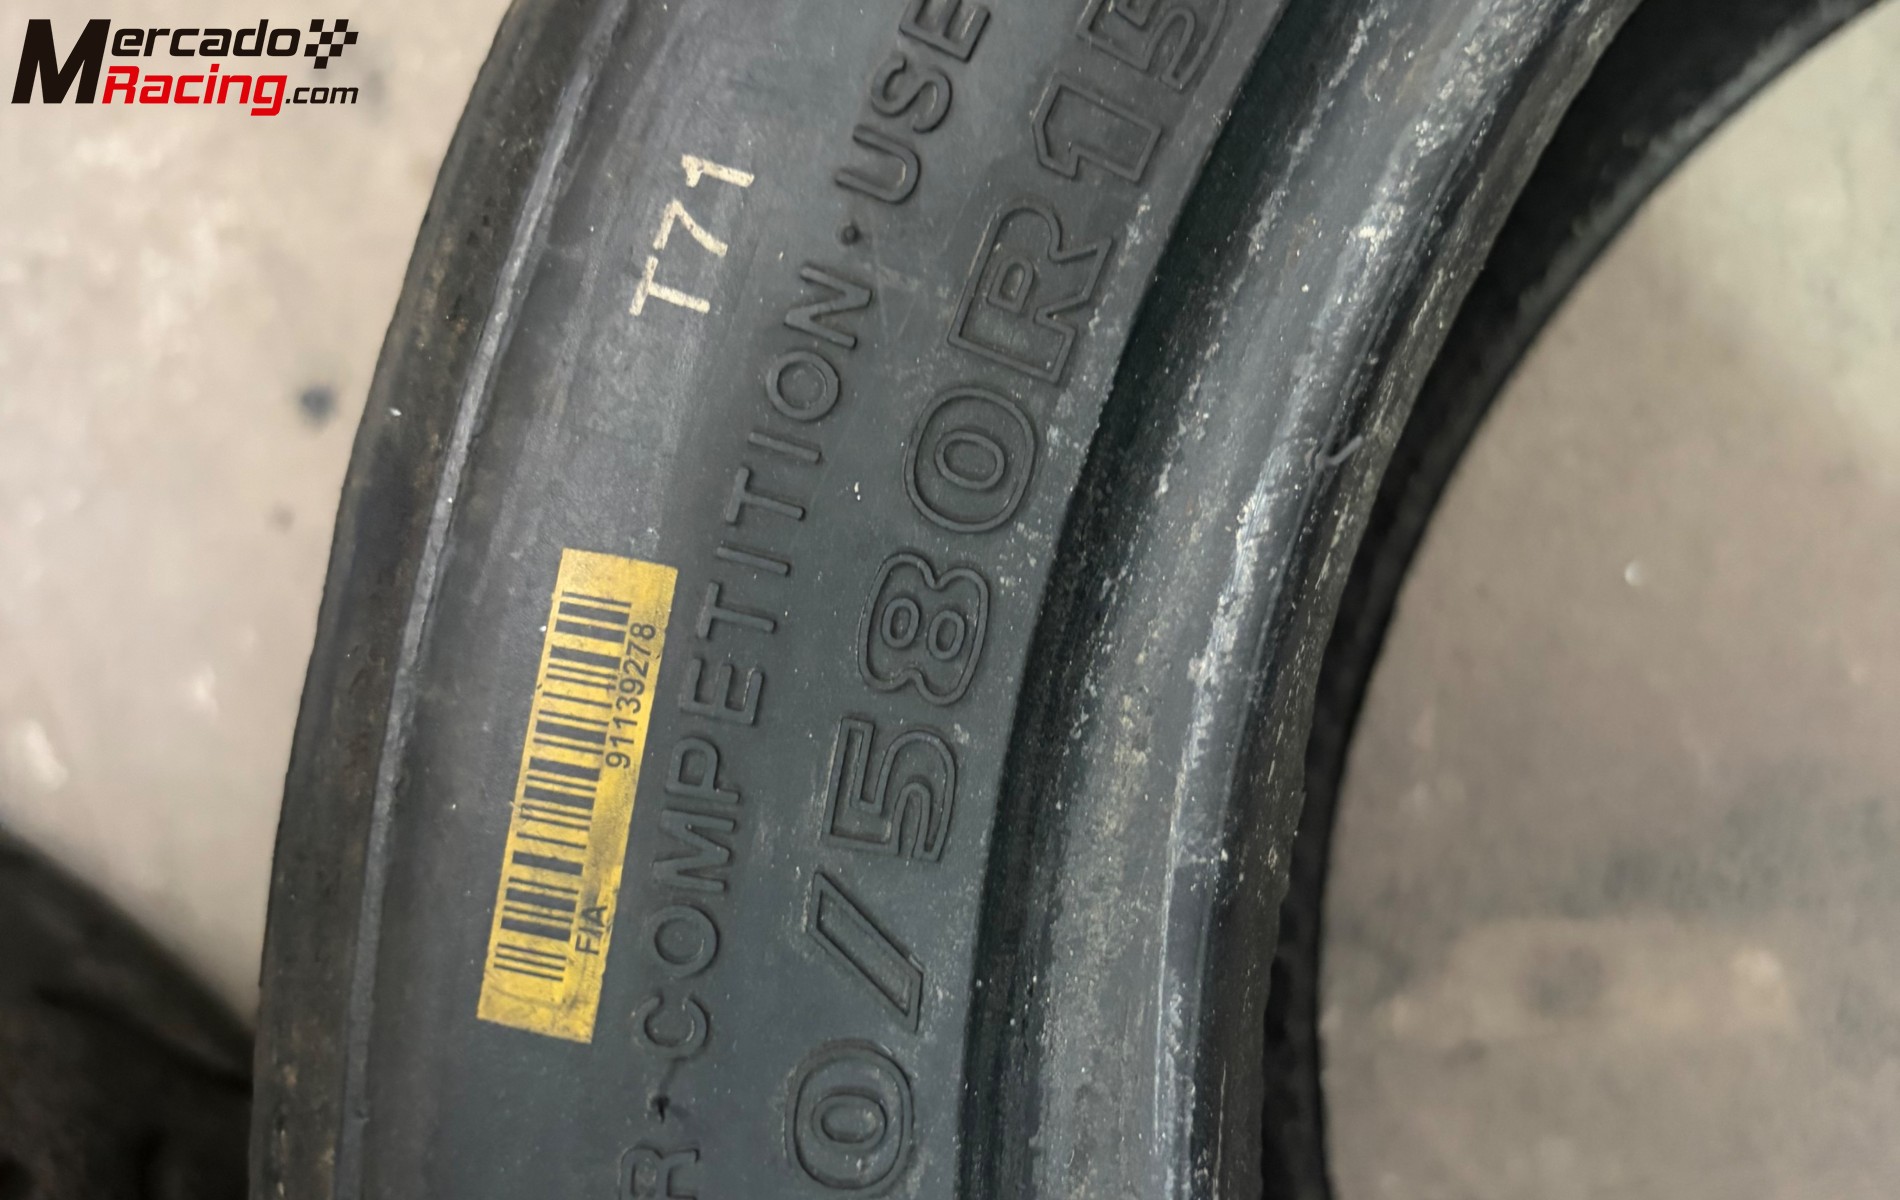 Mercado
Racing.com
T71
R·COMPETITION·USE
0/580R15
91139278
FIA